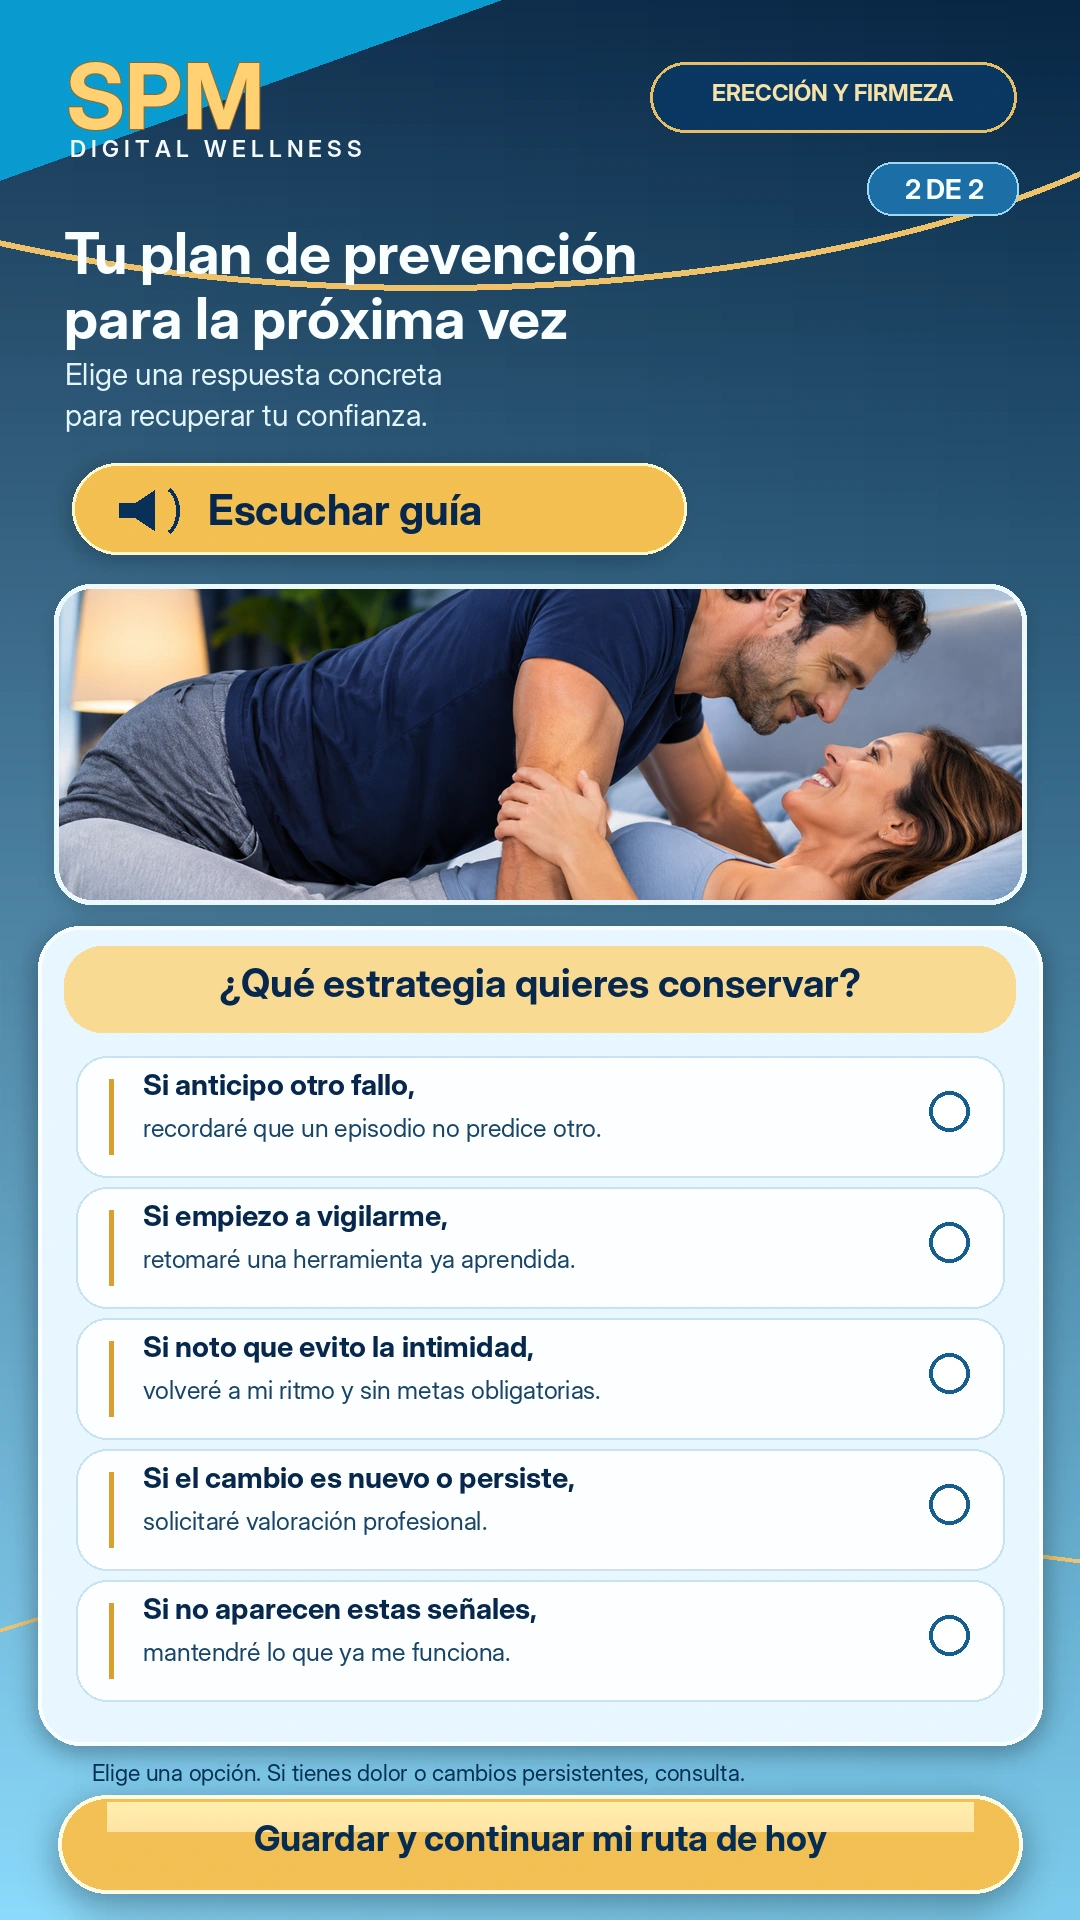 SPM
DIGITAL WELLNESS
ERECCIÓN Y FIRMEZA
2 DE 2
Tu plan de prevención
para la próxima vez
Elige una respuesta concreta
para recuperar tu confianza.
Escuchar guía
¿Qué estrategia quieres conservar?
Si anticipo otro fallo,
recordaré que un episodio no predice otro.
Si empiezo a vigilarme,
retomaré una herramienta ya aprendida.
Si noto que evito la intimidad,
volveré a mi ritmo y sin metas obligatorias.
Si el cambio es nuevo o persiste,
solicitaré valoración profesional.
Si no aparecen estas señales,
mantendré lo que ya me funciona.
Elige una opción. Si tienes dolor o cambios persistentes, consulta.
Guardar y continuar mi ruta de hoy